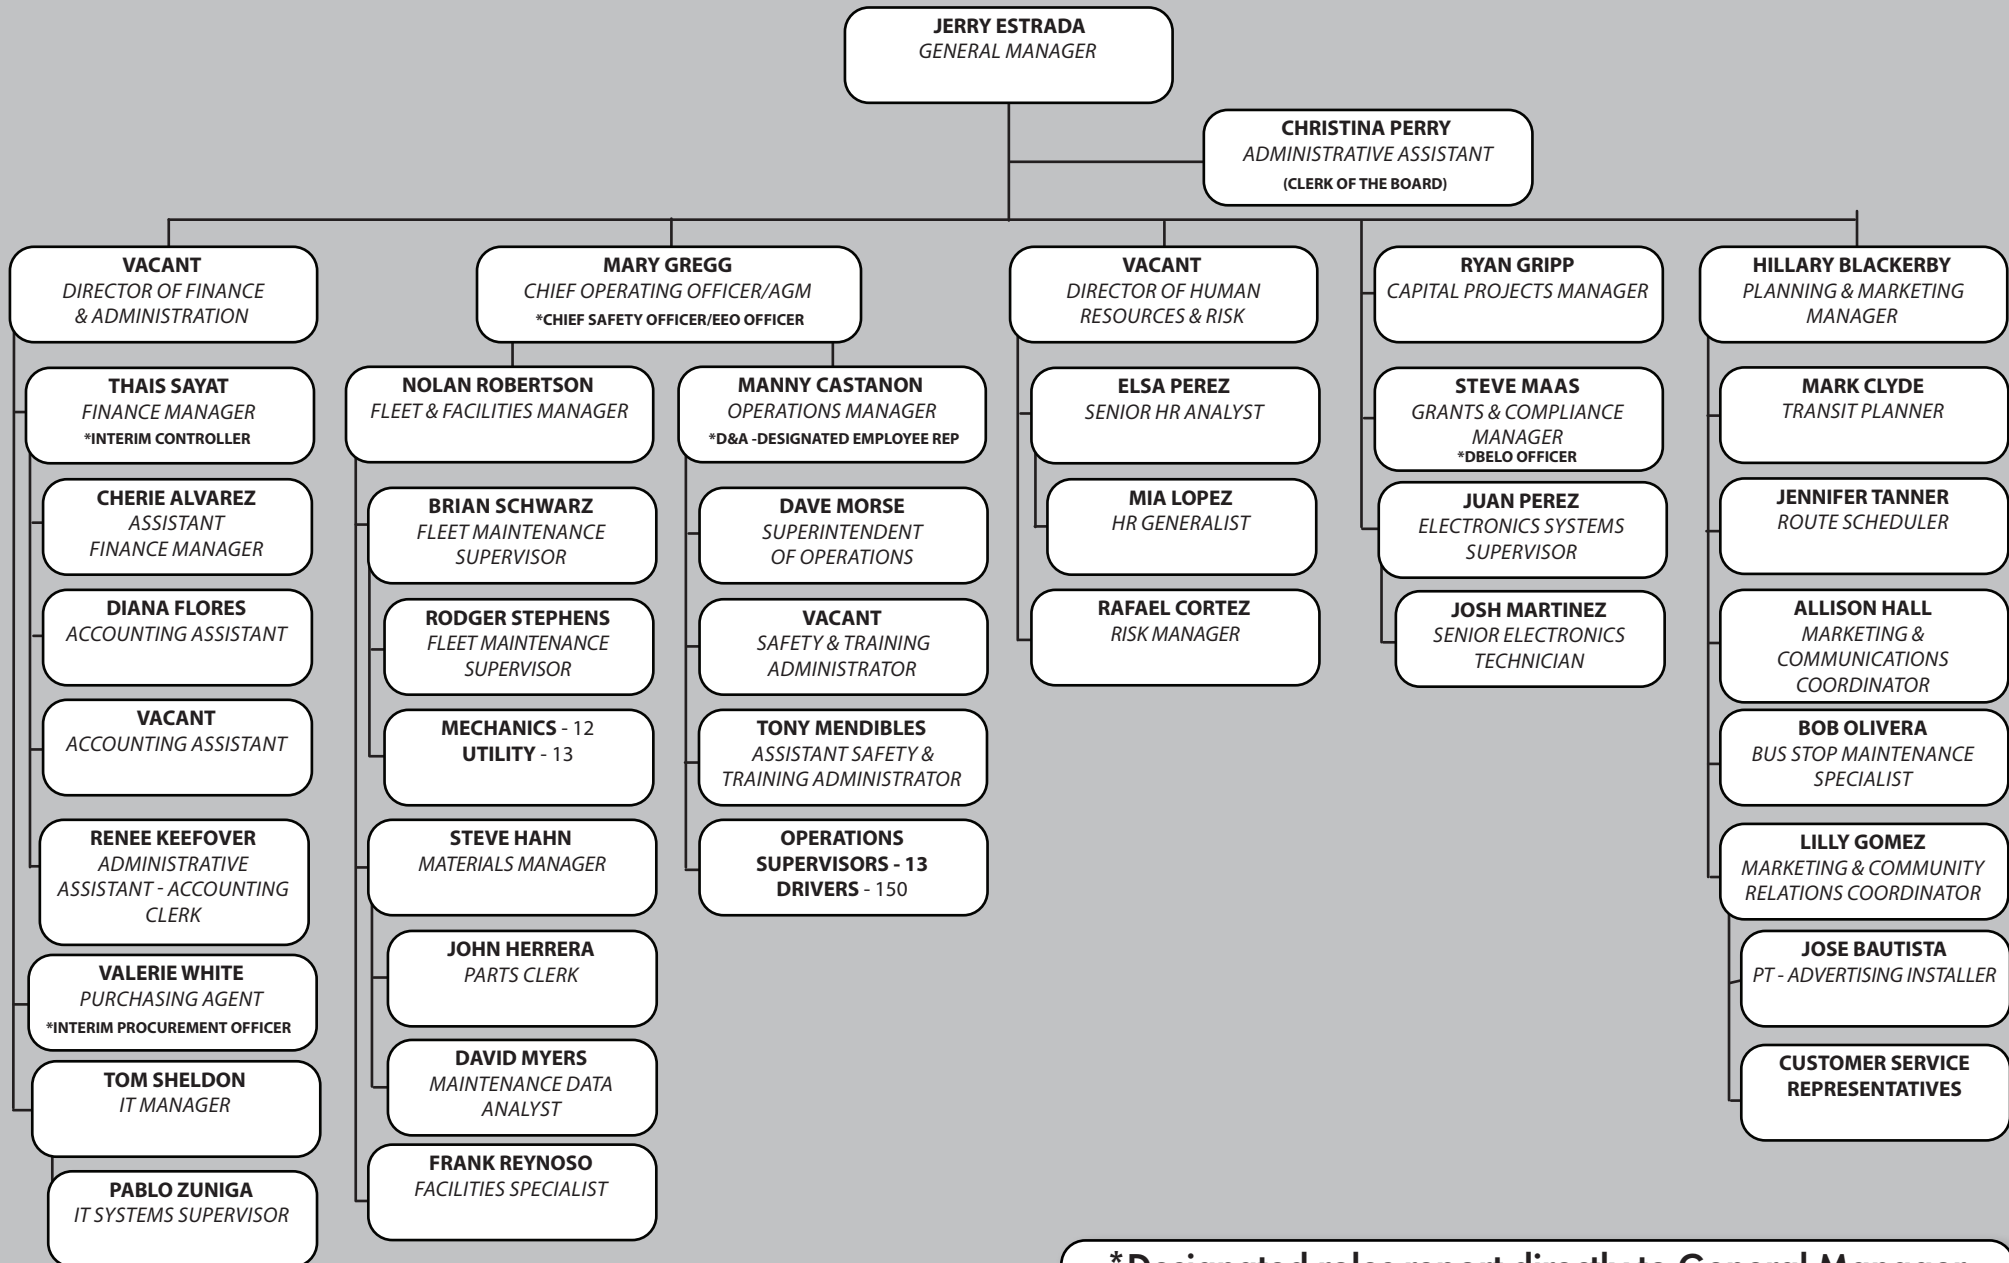 JERRY ESTRADA
GENERAL MANAGER
CHRISTINA PERRY
ADMINISTRATIVE ASSISTANT
(CLERK OF THE BOARD)
VACANT
DIRECTOR OF FINANCE
& ADMINISTRATION
THAIS SAYAT
FINANCE MANAGER
*INTERIM CONTROLLER
CHERIE ALVAREZ
ASSISTANT
FINANCE MANAGER
DIANA FLORES
ACCOUNTING ASSISTANT
VACANT
ACCOUNTING ASSISTANT
RENEE KEEFOVER
ADMINISTRATIVE
ASSISTANT - ACCOUNTING
CLERK
VALERIE WHITE
PURCHASING AGENT
*INTERIM PROCUREMENT OFFICER
TOM SHELDON
IT MANAGER
PABLO ZUNIGA
IT SYSTEMS SUPERVISOR
MARY GREGG
CHIEF OPERATING OFFICER/AGM
*CHIEF SAFETY OFFICER/EEO OFFICER
NOLAN ROBERTSON
FLEET & FACILITIES MANAGER
BRIAN SCHWARZ
FLEET MAINTENANCE
SUPERVISOR
RODGER STEPHENS
FLEET MAINTENANCE
SUPERVISOR
MECHANICS - 12
UTILITY - 13
STEVE HAHN
MATERIALS MANAGER
JOHN HERRERA
PARTS CLERK
DAVID MYERS
MAINTENANCE DATA
ANALYST
FRANK REYNOSO
FACILITIES SPECIALIST
MANNY CASTANON
OPERATIONS MANAGER
*D&A -DESIGNATED EMPLOYEE REP
DAVE MORSE
SUPERINTENDENT
OF OPERATIONS
VACANT
SAFETY & TRAINING
ADMINISTRATOR
TONY MENDIBLES
ASSISTANT SAFETY &
TRAINING ADMINISTRATOR
OPERATIONS
SUPERVISORS - 13
DRIVERS - 150
VACANT
DIRECTOR OF HUMAN
RESOURCES & RISK
ELSA PEREZ
SENIOR HR ANALYST
MIA LOPEZ
HR GENERALIST
RAFAEL CORTEZ
RISK MANAGER
RYAN GRIPP
CAPITAL PROJECTS MANAGER
STEVE MAAS
GRANTS & COMPLIANCE
MANAGER
*DBELO OFFICER
JUAN PEREZ
ELECTRONICS SYSTEMS
SUPERVISOR
JOSH MARTINEZ
SENIOR ELECTRONICS
TECHNICIAN
HILLARY BLACKERBY
PLANNING & MARKETING
MANAGER
MARK CLYDE
TRANSIT PLANNER
JENNIFER TANNER
ROUTE SCHEDULER
ALLISON HALL
MARKETING &
COMMUNICATIONS
COORDINATOR
BOB OLIVERA
BUS STOP MAINTENANCE
SPECIALIST
LILLY GOMEZ
MARKETING & COMMUNITY
RELATIONS COORDINATOR
JOSE BAUTISTA
PT - ADVERTISING INSTALLER
CUSTOMER SERVICE
REPRESENTATIVES
*Designated roles report directly to General Manager